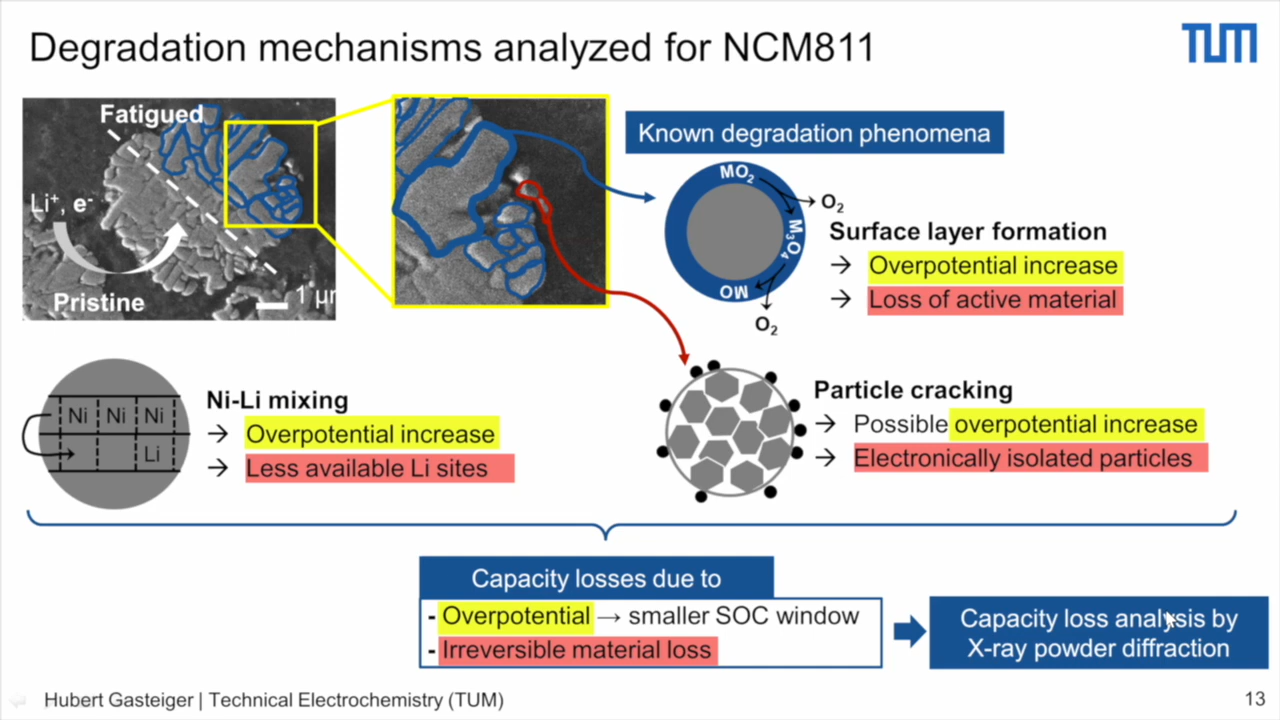 Degradation mechanisms analyzed for NCM811
TUM
Fatigued
Li⁺, e⁻
Pristine
1 µm
Known degradation phenomena
MO₂
O₂
M₃O₄
MO
O₂
Surface layer formation
→ Overpotential increase
→ Loss of active material
Ni Ni Ni
Li
Ni-Li mixing
→ Overpotential increase
→ Less available Li sites
Particle cracking
→ Possible overpotential increase
→ Electronically isolated particles
Capacity losses due to
- Overpotential → smaller SOC window
- Irreversible material loss
Capacity loss analysis by
X-ray powder diffraction
Hubert Gasteiger | Technical Electrochemistry (TUM)
13